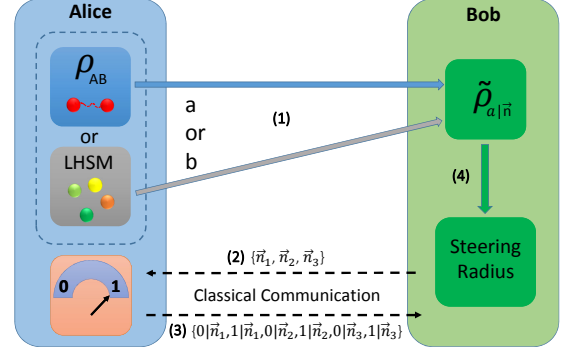 Alice
Bob
ρ_AB
or
LHSM
0 1
a
or
b
(1)
ρ̃_{a|n⃗}
(4)
Steering
Radius
(2) {n⃗₁, n⃗₂, n⃗₃}
Classical Communication
(3) {0|n⃗₁,1|n⃗₁,0|n⃗₂,1|n⃗₂,0|n⃗₃,1|n⃗₃}